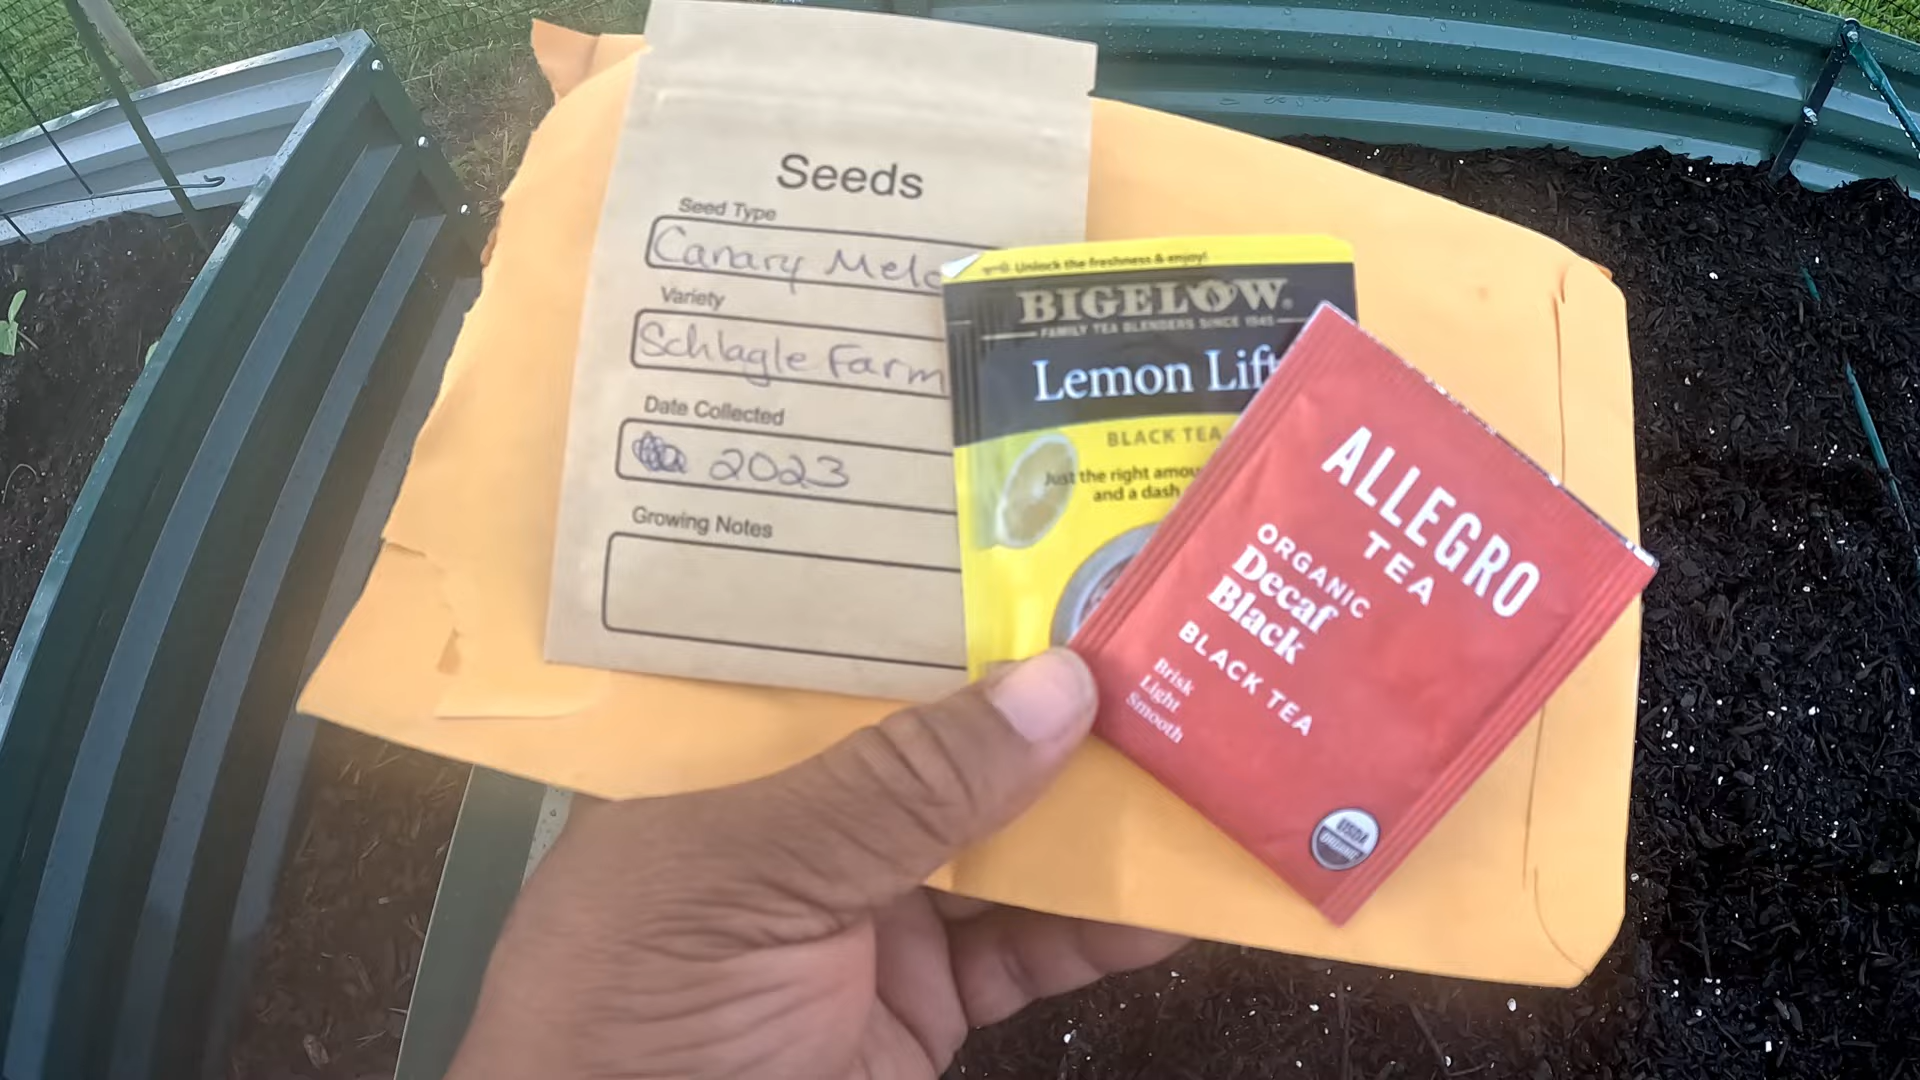 Seeds
Seed Type
Canary Melo
Variety
Schlagle Farm
Date Collected
2023
Growing Notes
Unlock the freshness & enjoy!
BIGELOW®
FAMILY TEA BLENDERS SINCE 1945
Lemon Lift
BLACK TEA
Just the right amou
and a dash
ALLEGRO
TEA
ORGANIC
Decaf
Black
BLACK TEA
Brisk
Light
Smooth
USDA
ORGANIC